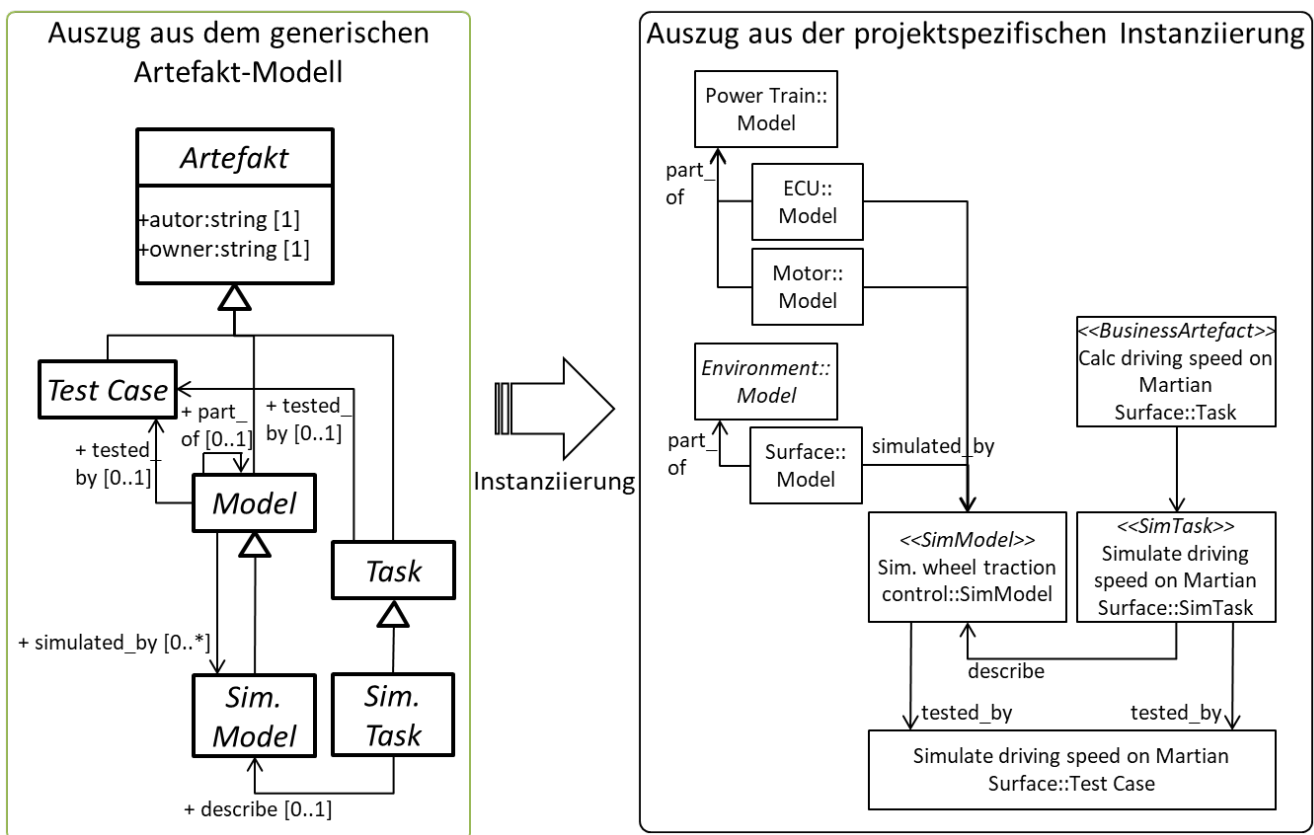 Auszug aus dem generischen
Artefakt-Modell
Artefakt
+autor:string [1]
+owner:string [1]
Test Case
+ part_
of [0..1]
+ tested_
by [0..1]
+ tested_
by [0..1]
Model
Task
+ simulated_by [0..*]
Sim.
Model
Sim.
Task
+ describe [0..1]
Instanziierung
Auszug aus der projektspezifischen Instanziierung
Power Train::
Model
part_
of
ECU::
Model
Motor::
Model
Environment::
Model
part_
of
Surface::
Model
simulated_by
<<BusinessArtefact>>
Calc driving speed on
Martian
Surface::Task
<<SimModel>>
Sim. wheel traction
control::SimModel
<<SimTask>>
Simulate driving
speed on Martian
Surface::SimTask
describe
tested_by
tested_by
Simulate driving speed on Martian
Surface::Test Case